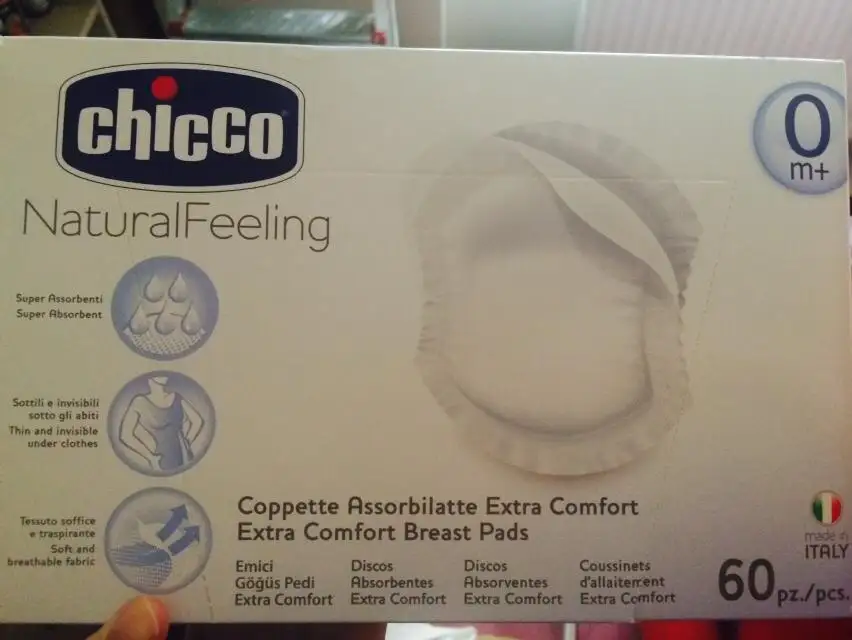 chicco
0
m+
NaturalFeeling
Super Assorbenti
Super Absorbent
Sottili e invisibili
sotto gli abiti
Thin and invisible
under clothes
Tessuto soffice
e traspirante
Soft and
breathable fabric
Coppette Assorbilatte Extra Comfort
Extra Comfort Breast Pads
Emici
Göğüs Pedi
Extra Comfort
Discos
Absorbentes
Extra Comfort
Discos
Absorventes
Extra Comfort
Coussinets
d'allaitement
Extra Comfort
made in
ITALY
60 pz./pcs.